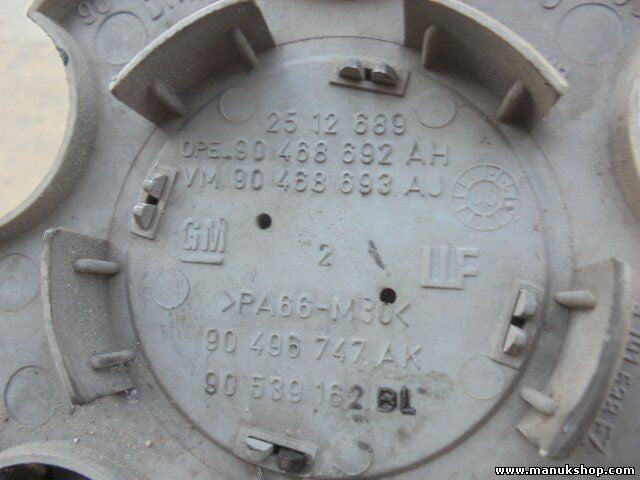 90
25 12 689
OPEL 90 468 692 AH
VM 90 468 693 AJ
GM
2
>PA66-M30<
90 496 747 AK
90 539 162 BL
www.manukshop.com